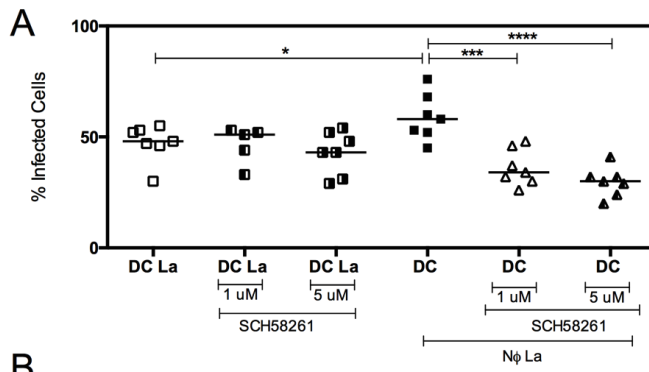 A
100
50
0
% Infected Cells
*
***
****
DC La DC La DC La DC DC DC
1 uM 5 uM 1 uM 5 uM
SCH58261 SCH58261
Nϕ La
B